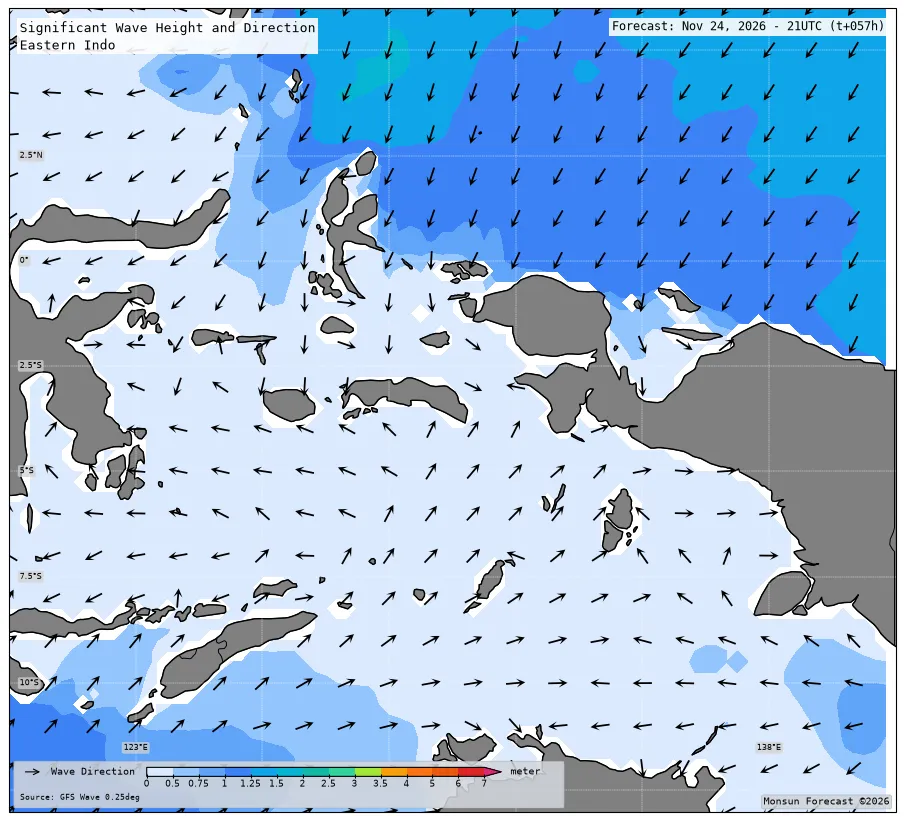 Significant Wave Height and Direction
Eastern Indo
Forecast: Nov 24, 2026 - 21UTC (t+057h)
2.5°N
0°
2.5°S
5°S
7.5°S
10°S
123°E
138°E
Wave Direction
0 0.5 0.75 1 1.25 1.5 2 2.5 3 3.5 4 5 6 7
meter
Source: GFS Wave 0.25deg
Monsun Forecast ©2026